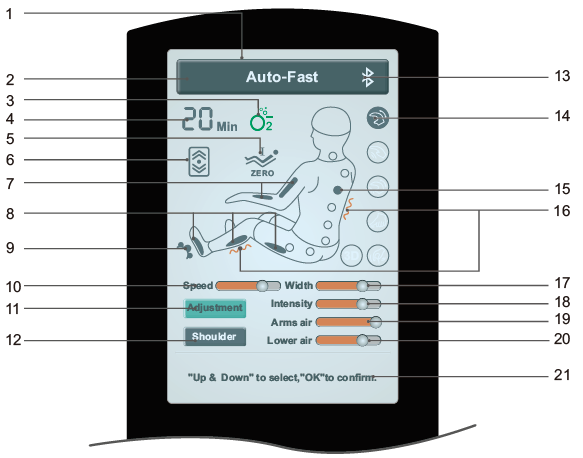 1
2
Auto-Fast
13
3
4
20 Min
O2
14
5
6
ZERO
7
15
8
16
9
10
Speed
Width
17
11
Adjustment
Intensity
18
Arms air
19
12
Shoulder
Lower air
20
"Up & Down" to select,"OK"to confirm.
21